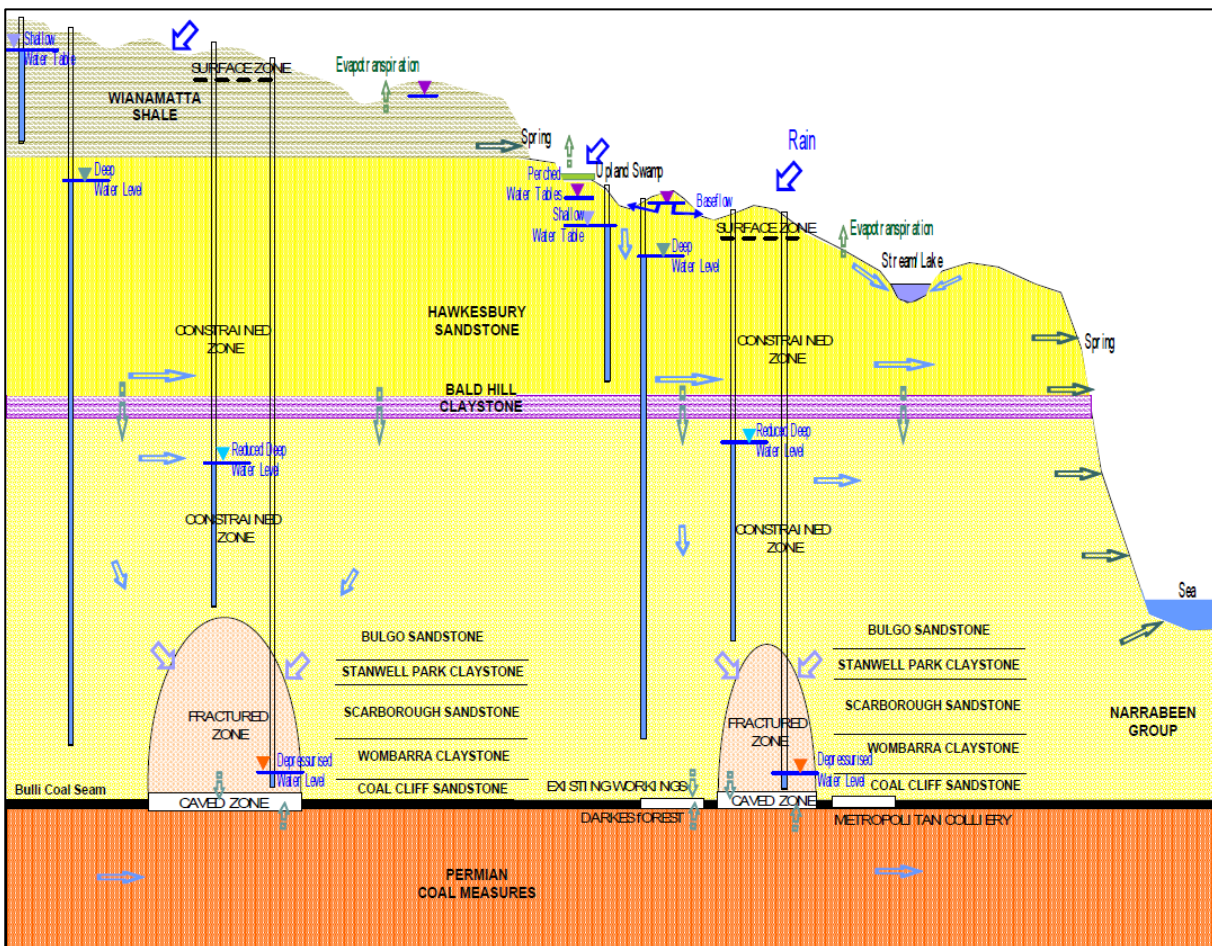 Shallow
Water Table
SURFACE ZONE
WIANAMATTA
SHALE
Evapotranspiration
Spring
Rain
Deep
Water Level
Perched
Water Tables
Upland Swamp
Shallow
Water Table
Baseflow
SURFACE ZONE
Deep
Water Level
Evapotranspiration
Stream/Lake
HAWKESBURY
SANDSTONE
CONSTRAINED
ZONE
CONSTRAINED
ZONE
Spring
BALD HILL
CLAYSTONE
Reduced Deep
Water Level
Reduced Deep
Water Level
CONSTRAINED
ZONE
CONSTRAINED
ZONE
Sea
BULGO SANDSTONE
STANWELL PARK CLAYSTONE
SCARBOROUGH SANDSTONE
WOMBARRA CLAYSTONE
COAL CLIFF SANDSTONE
BULGO SANDSTONE
STANWELL PARK CLAYSTONE
SCARBOROUGH SANDSTONE
WOMBARRA CLAYSTONE
COAL CLIFF SANDSTONE
NARRABEEN
GROUP
FRACTURED
ZONE
Depressurised
Water Level
FRACTURED
ZONE
Depressurised
Water Level
Bulli Coal Seam
CAVED ZONE
EXISTING WORKINGS
CAVED ZONE
DARKES fOREST
METROPOLITAN COLLIERY
PERMIAN
COAL MEASURES